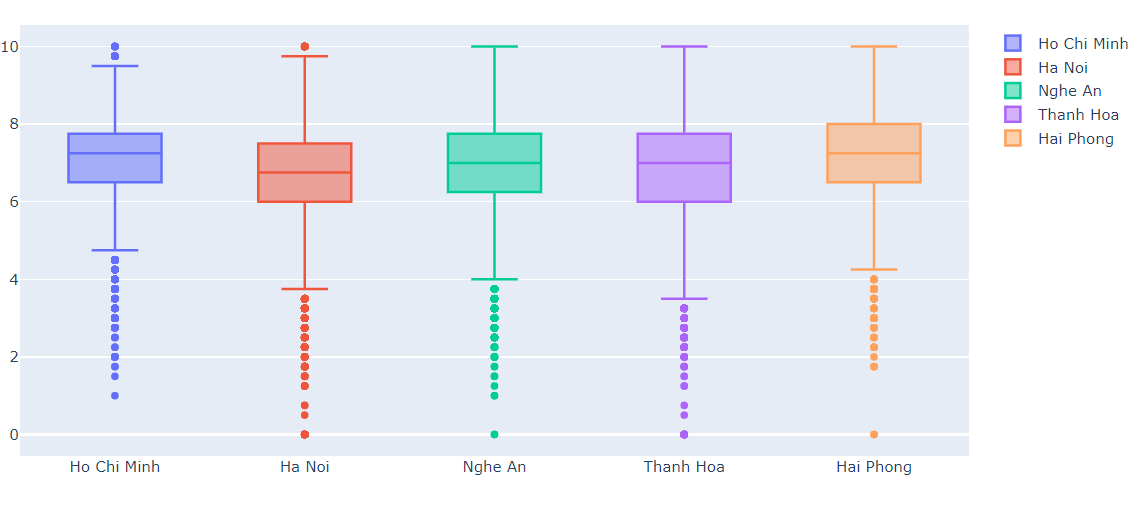 10
8
6
4
2
0
Ho Chi Minh
Ha Noi
Nghe An
Thanh Hoa
Hai Phong
Ho Chi Minh
Ha Noi
Nghe An
Thanh Hoa
Hai Phong